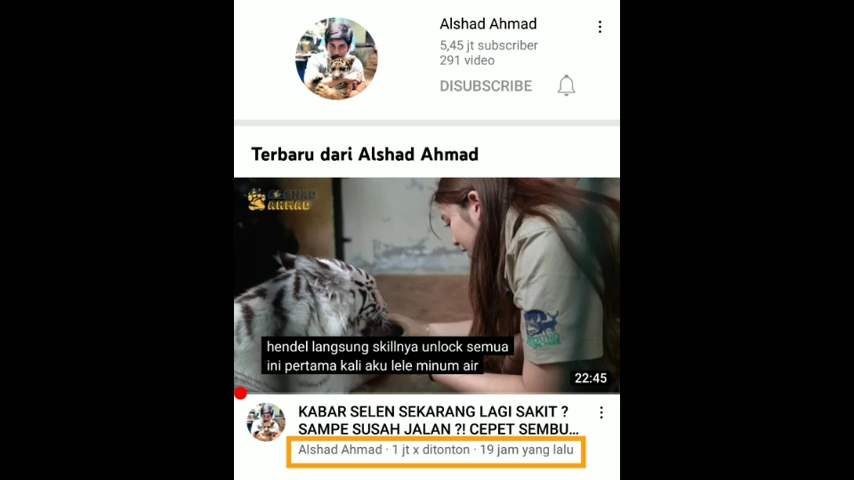 Alshad Ahmad
5,45 jt subscriber
291 video
DISUBSCRIBE
Terbaru dari Alshad Ahmad
AHMAD
hendel langsung skillnya unlock semua
ini pertama kali aku lele minum air
22:45
KABAR SELEN SEKARANG LAGI SAKIT ?
SAMPE SUSAH JALAN ?! CEPET SEMBU...
Alshad Ahmad · 1 jt x ditonton · 19 jam yang lalu